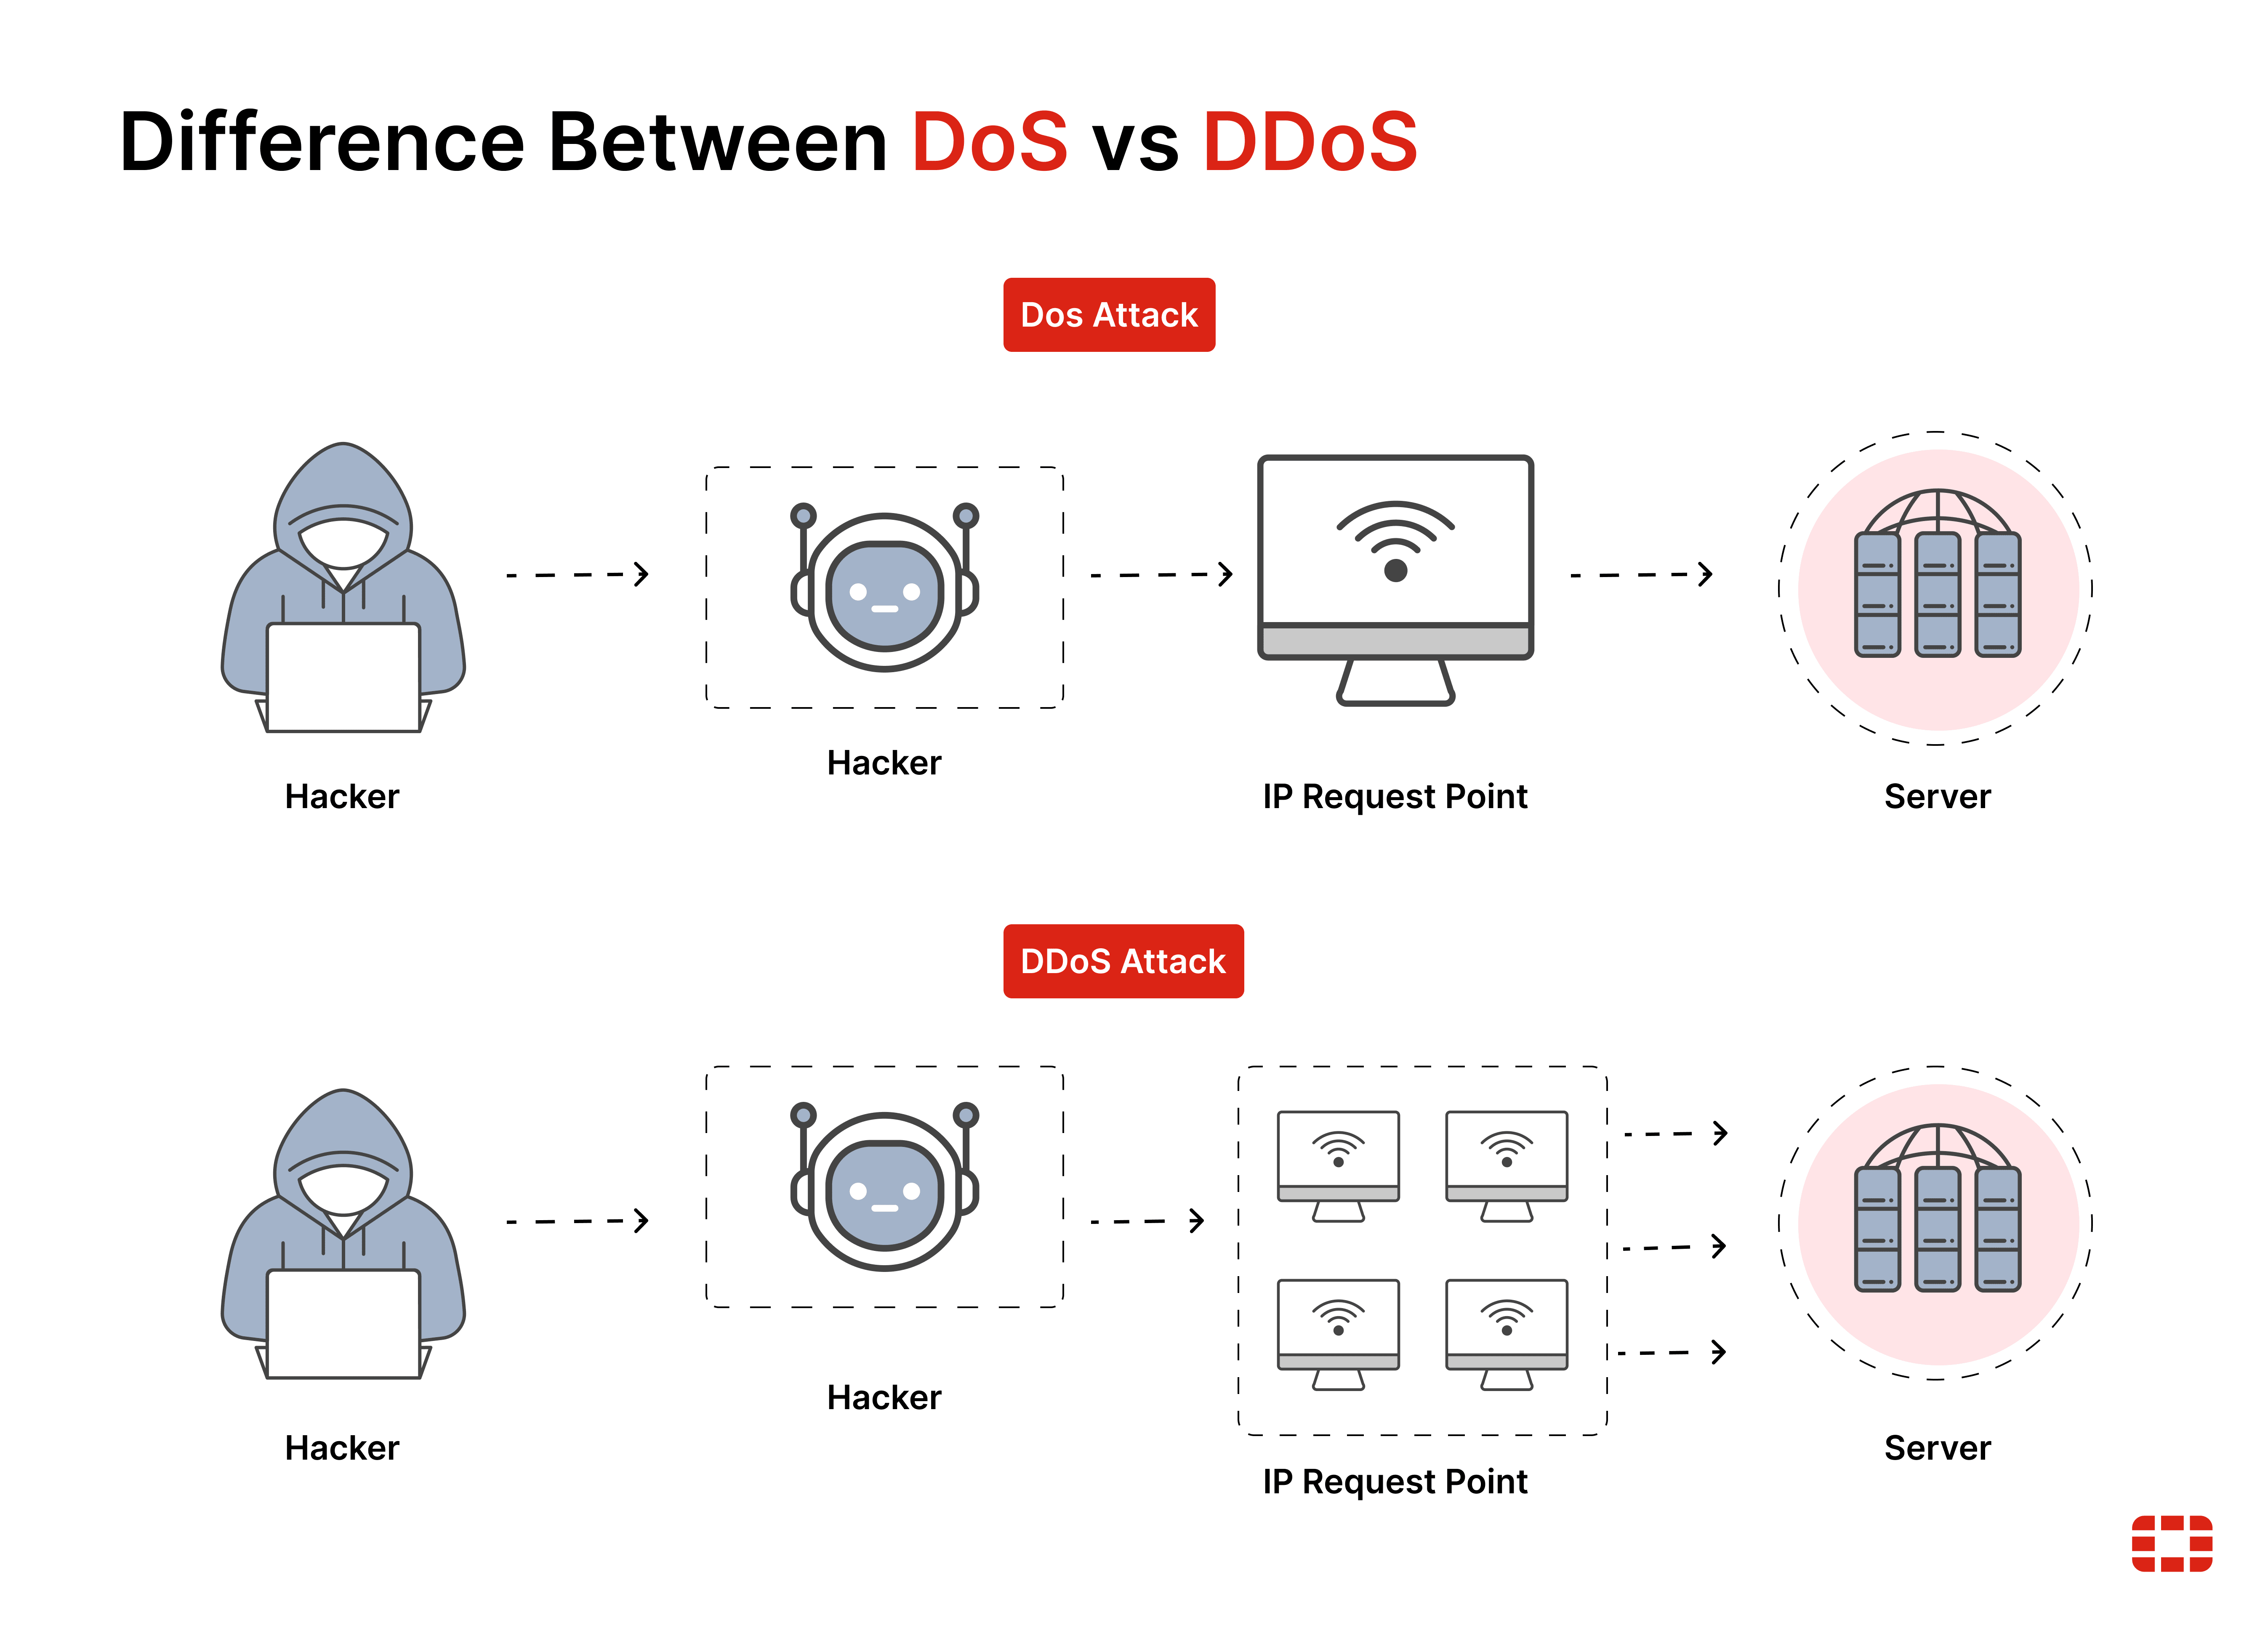 Difference Between DoS vs DDoS
Dos Attack
Hacker
Hacker
IP Request Point
Server
DDoS Attack
Hacker
Hacker
IP Request Point
Server